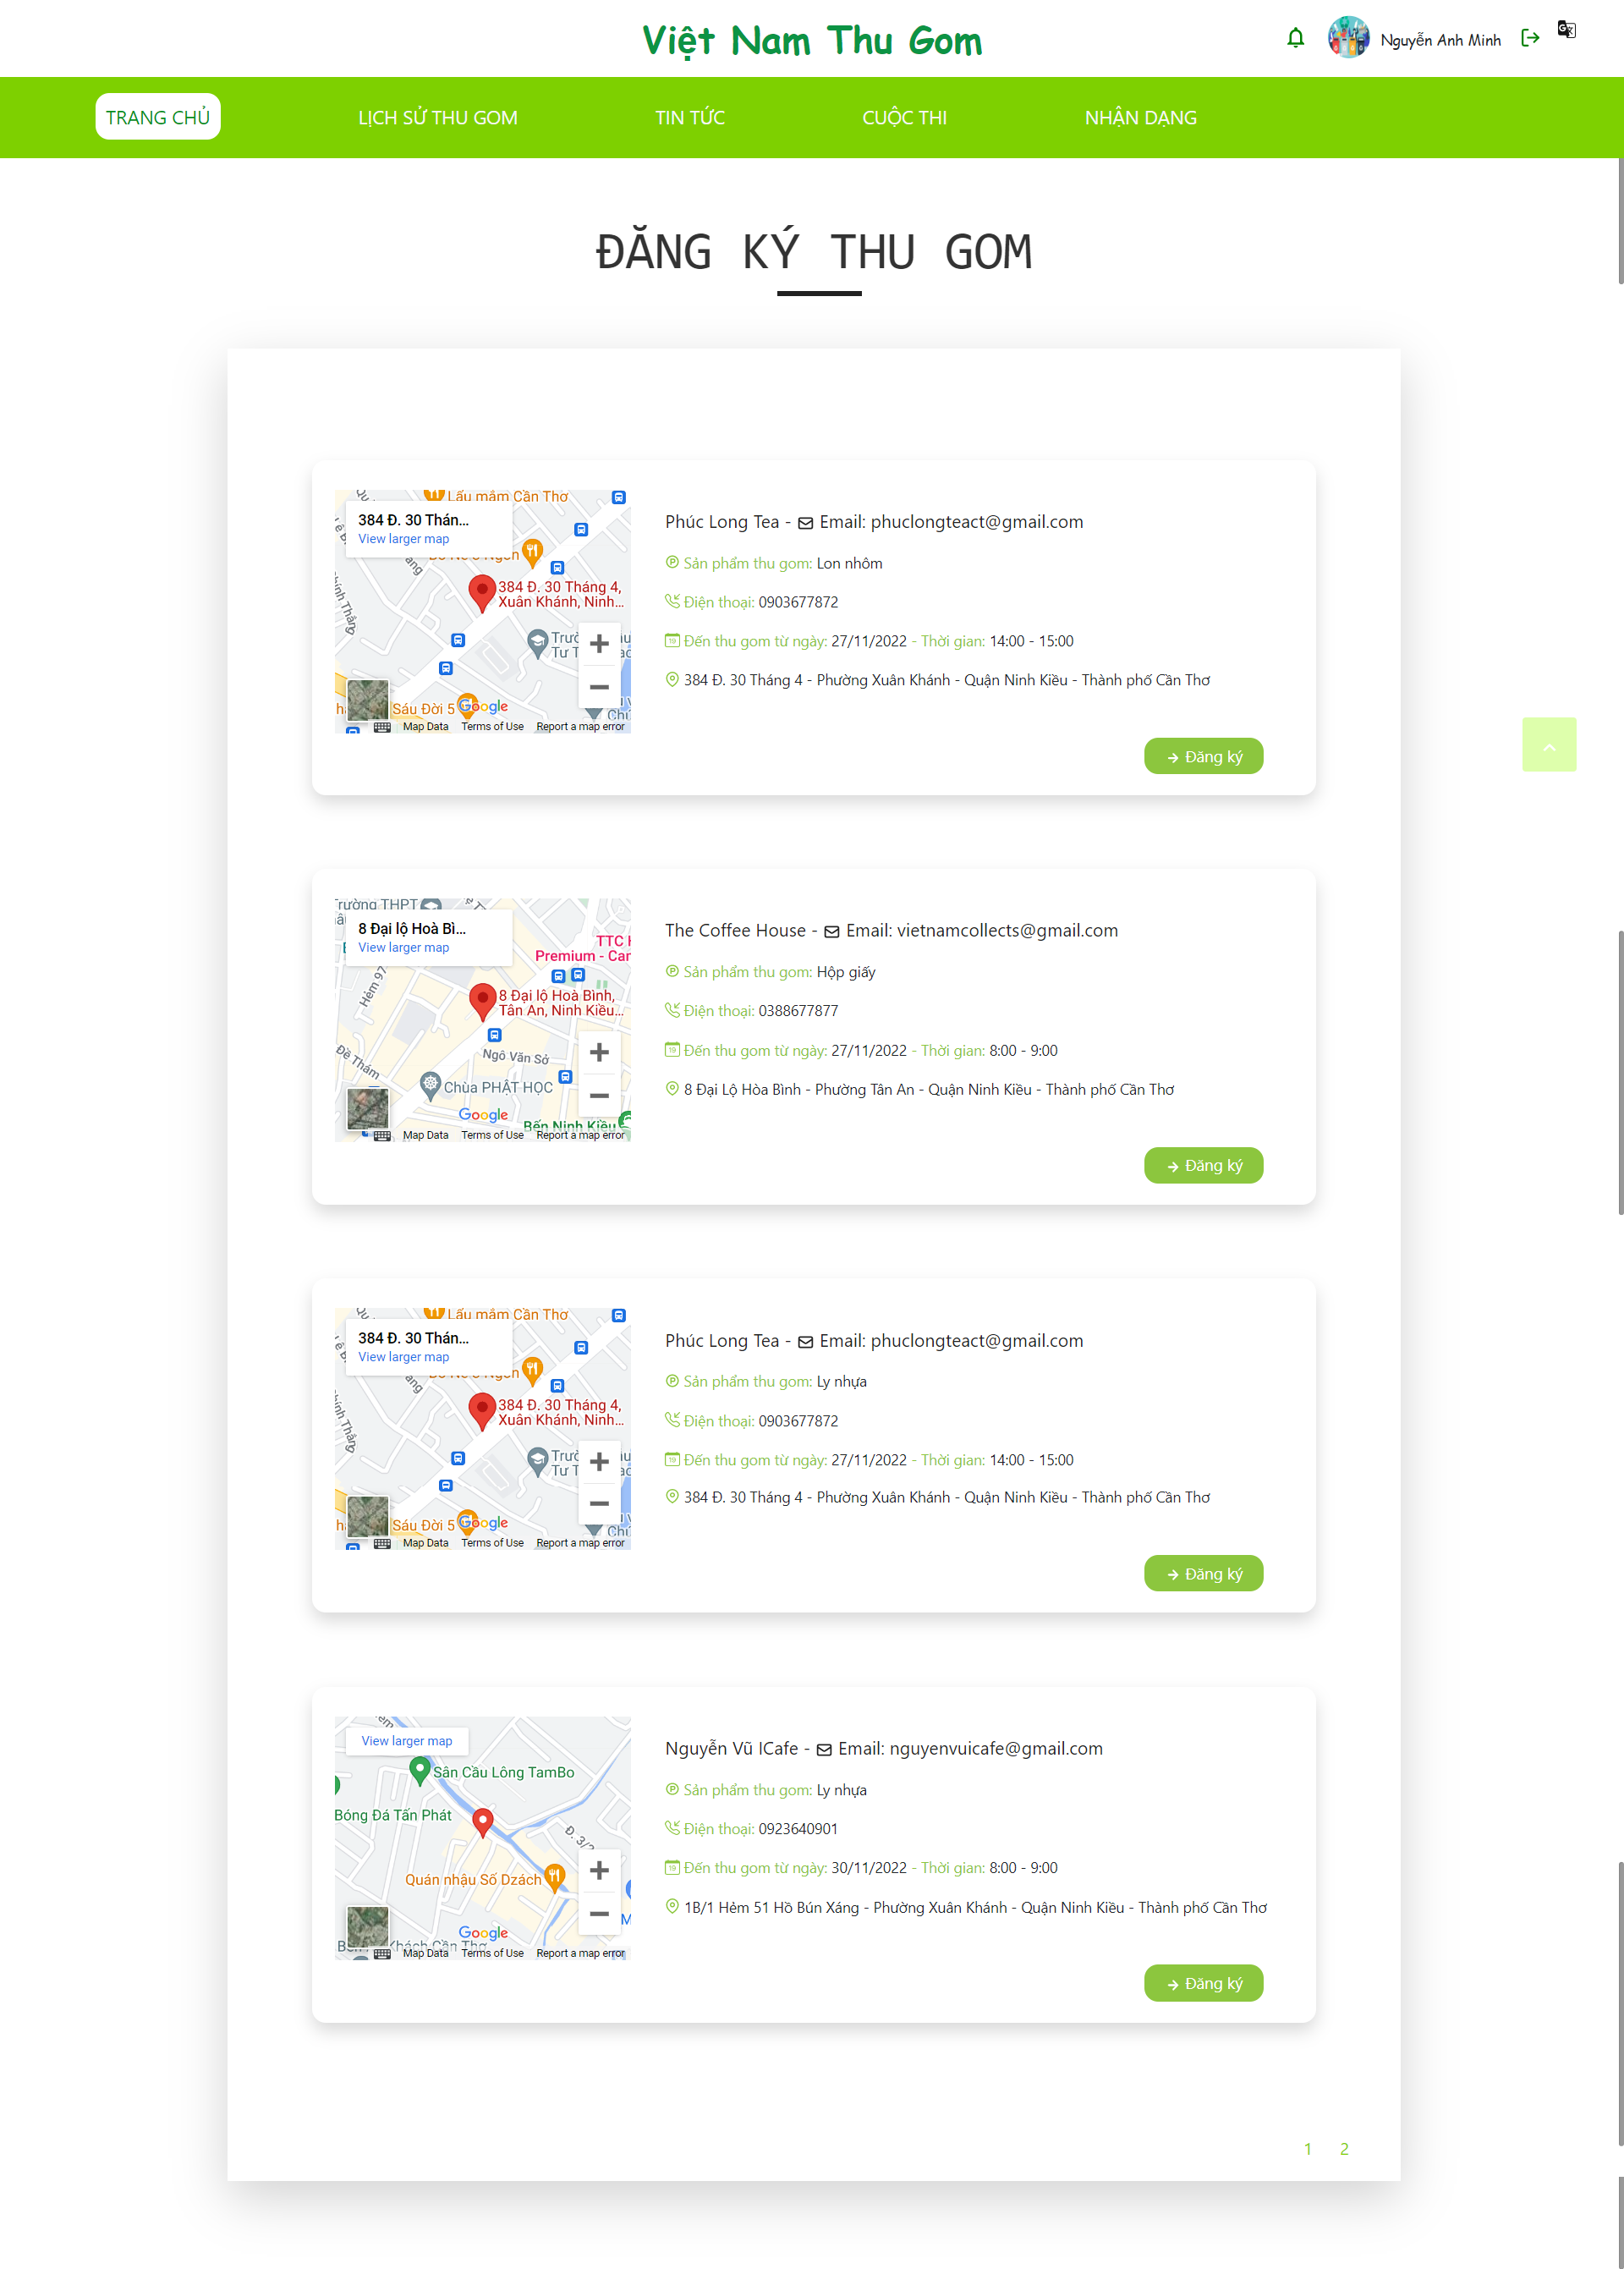 Việt Nam Thu Gom
Nguyễn Anh Minh
TRANG CHỦ
LỊCH SỬ THU GOM
TIN TỨC
CUỘC THI
NHẬN DẠNG
ĐĂNG KÝ THU GOM
Lẩu mắm Cần Thơ
384 Đ. 30 Thán...
View larger map
384 Đ. 30 Tháng 4,
Xuân Khánh, Ninh...
Sáu Đời 5
Google
Map Data Terms of Use Report a map error
Phúc Long Tea - Email: phuclongteact@gmail.com
Sản phẩm thu gom: Lon nhôm
Điện thoại: 0903677872
Đến thu gom từ ngày: 27/11/2022 - Thời gian: 14:00 - 15:00
384 Đ. 30 Tháng 4 - Phường Xuân Khánh - Quận Ninh Kiều - Thành phố Cần Thơ
Đăng ký
8 Đại lộ Hoà Bì...
View larger map
TTC
Premium - Can
Hẻm 97
8 Đại lộ Hoà Bình,
Tân An, Ninh Kiều...
Ngô Văn Sở
Đề Thám
Chùa PHẬT HỌC
Google
Bến Ninh Kiều
Map Data Terms of Use Report a map error
The Coffee House - Email: vietnamcollects@gmail.com
Sản phẩm thu gom: Hộp giấy
Điện thoại: 0388677877
Đến thu gom từ ngày: 27/11/2022 - Thời gian: 8:00 - 9:00
8 Đại Lộ Hòa Bình - Phường Tân An - Quận Ninh Kiều - Thành phố Cần Thơ
Đăng ký
Lẩu mắm Cần Thơ
384 Đ. 30 Thán...
View larger map
384 Đ. 30 Tháng 4,
Xuân Khánh, Ninh...
Sáu Đời 5
Google
Map Data Terms of Use Report a map error
Phúc Long Tea - Email: phuclongteact@gmail.com
Sản phẩm thu gom: Ly nhựa
Điện thoại: 0903677872
Đến thu gom từ ngày: 27/11/2022 - Thời gian: 14:00 - 15:00
384 Đ. 30 Tháng 4 - Phường Xuân Khánh - Quận Ninh Kiều - Thành phố Cần Thơ
Đăng ký
View larger map
Sân Cầu Lông TamBo
Bóng Đá Tấn Phát
Đ. 3/2
Quán nhậu Số Dzách
Google
Map Data Terms of Use Report a map error
Nguyễn Vũ ICafe - Email: nguyenvuicafe@gmail.com
Sản phẩm thu gom: Ly nhựa
Điện thoại: 0923640901
Đến thu gom từ ngày: 30/11/2022 - Thời gian: 8:00 - 9:00
1B/1 Hẻm 51 Hồ Bún Xáng - Phường Xuân Khánh - Quận Ninh Kiều - Thành phố Cần Thơ
Đăng ký
1 2